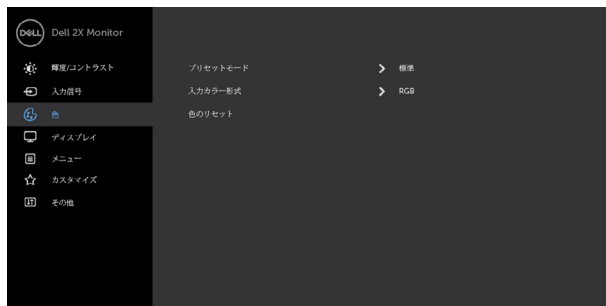 DELL
Dell 2X Monitor
輝度/コントラスト
プリセットモード
標準
入力信号
入力カラー形式
RGB
色
色のリセット
ディスプレイ
メニュー
カスタマイズ
その他